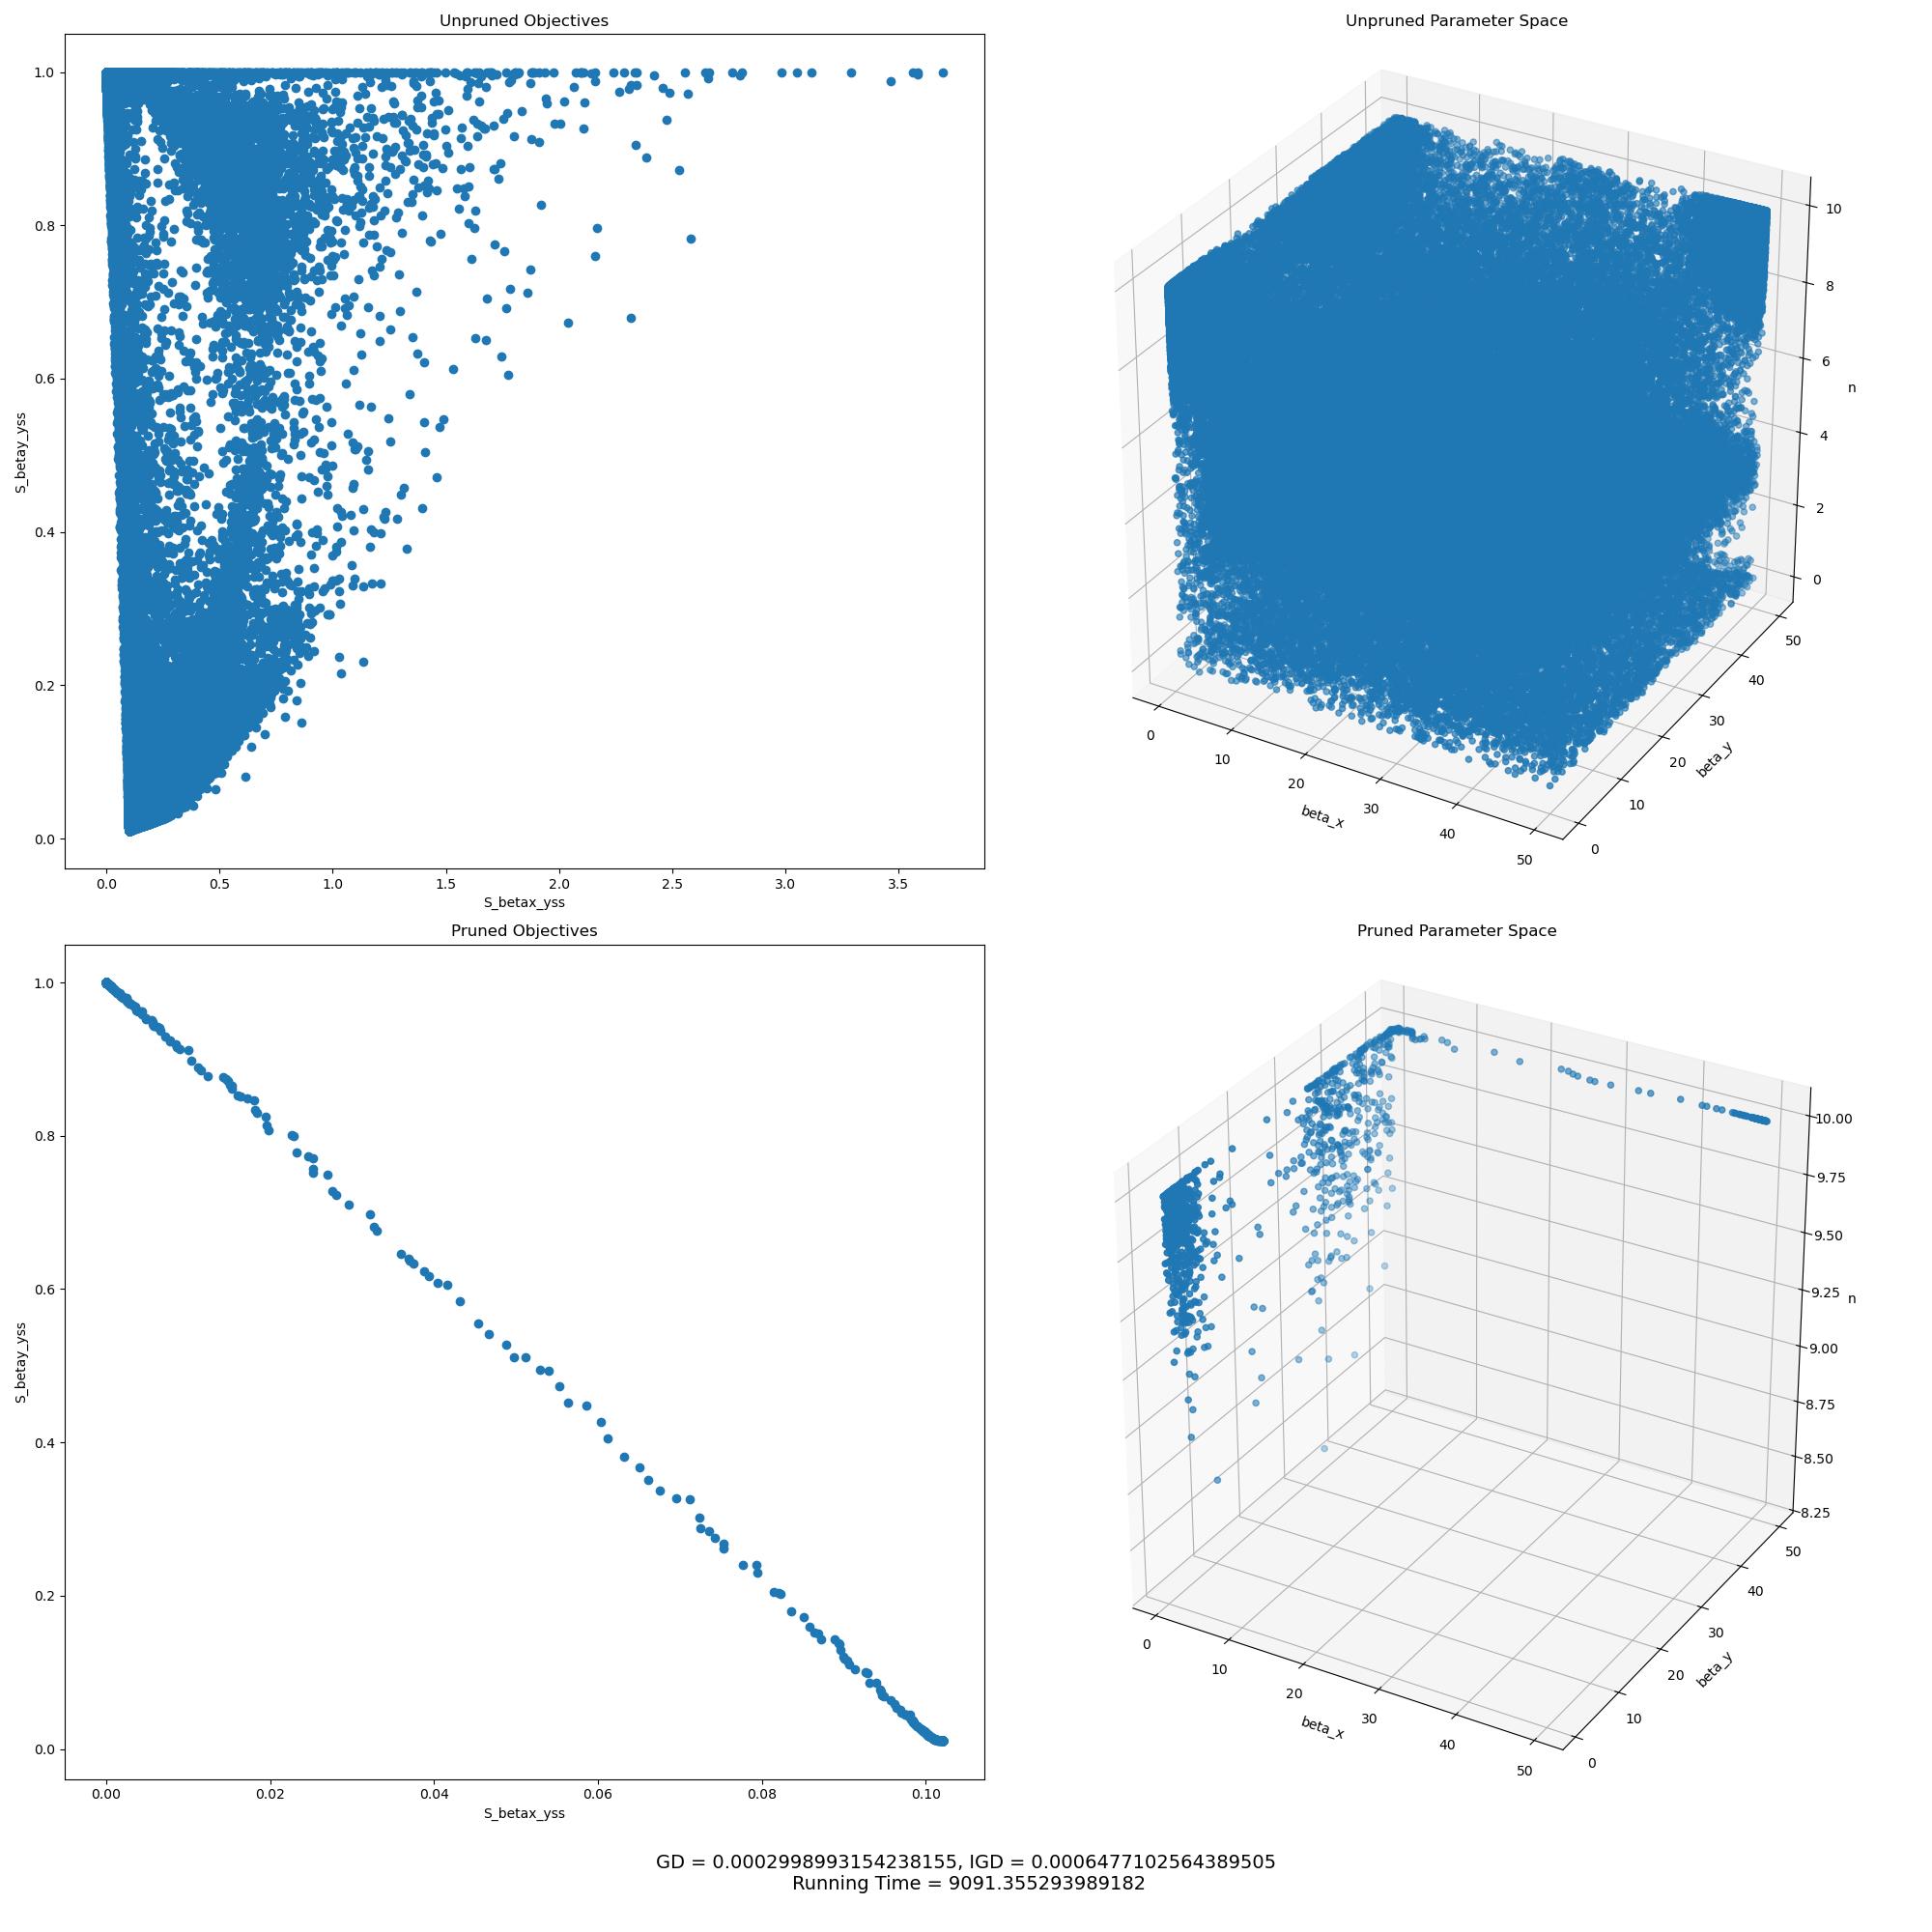 Unpruned Objectives
1.0
0.8
0.6
0.4
0.2
0.0
S_betay_yss
0.0 0.5 1.0 1.5 2.0 2.5 3.0 3.5
S_betax_yss
Unpruned Parameter Space
10
8
6
4
2
0
n
0 10 20 30 40 50
beta_x
0 10 20 30 40 50
beta_y
Pruned Objectives
1.0
0.8
0.6
0.4
0.2
0.0
S_betay_yss
0.00 0.02 0.04 0.06 0.08 0.10
S_betax_yss
Pruned Parameter Space
10.00
9.75
9.50
9.25
9.00
8.75
8.50
8.25
n
0 10 20 30 40 50
beta_x
0 10 20 30 40 50
beta_y
GD = 0.00029989931542381​55, IGD = 0.0006477102564389505
Running Time = 9091.355293989182